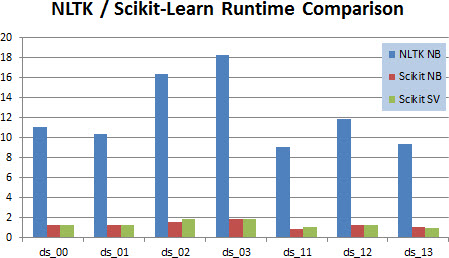 NLTK / Scikit-Learn Runtime Comparison
20
18
16
14
12
10
8
6
4
2
0
NLTK NB
Scikit NB
Scikit SV
ds_00 ds_01 ds_02 ds_03 ds_11 ds_12 ds_13